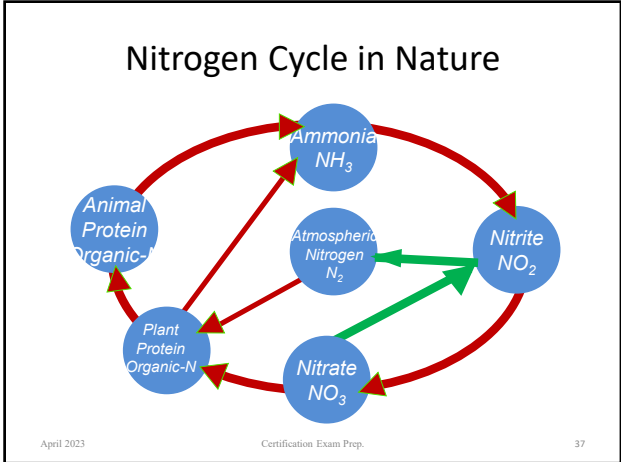 Nitrogen Cycle in Nature
Ammonia
NH3
Animal
Protein
Organic-N
Atmospheric
Nitrogen
N2
Nitrite
NO2
Plant
Protein
Organic-N
Nitrate
NO3
April 2023
Certification Exam Prep.
37